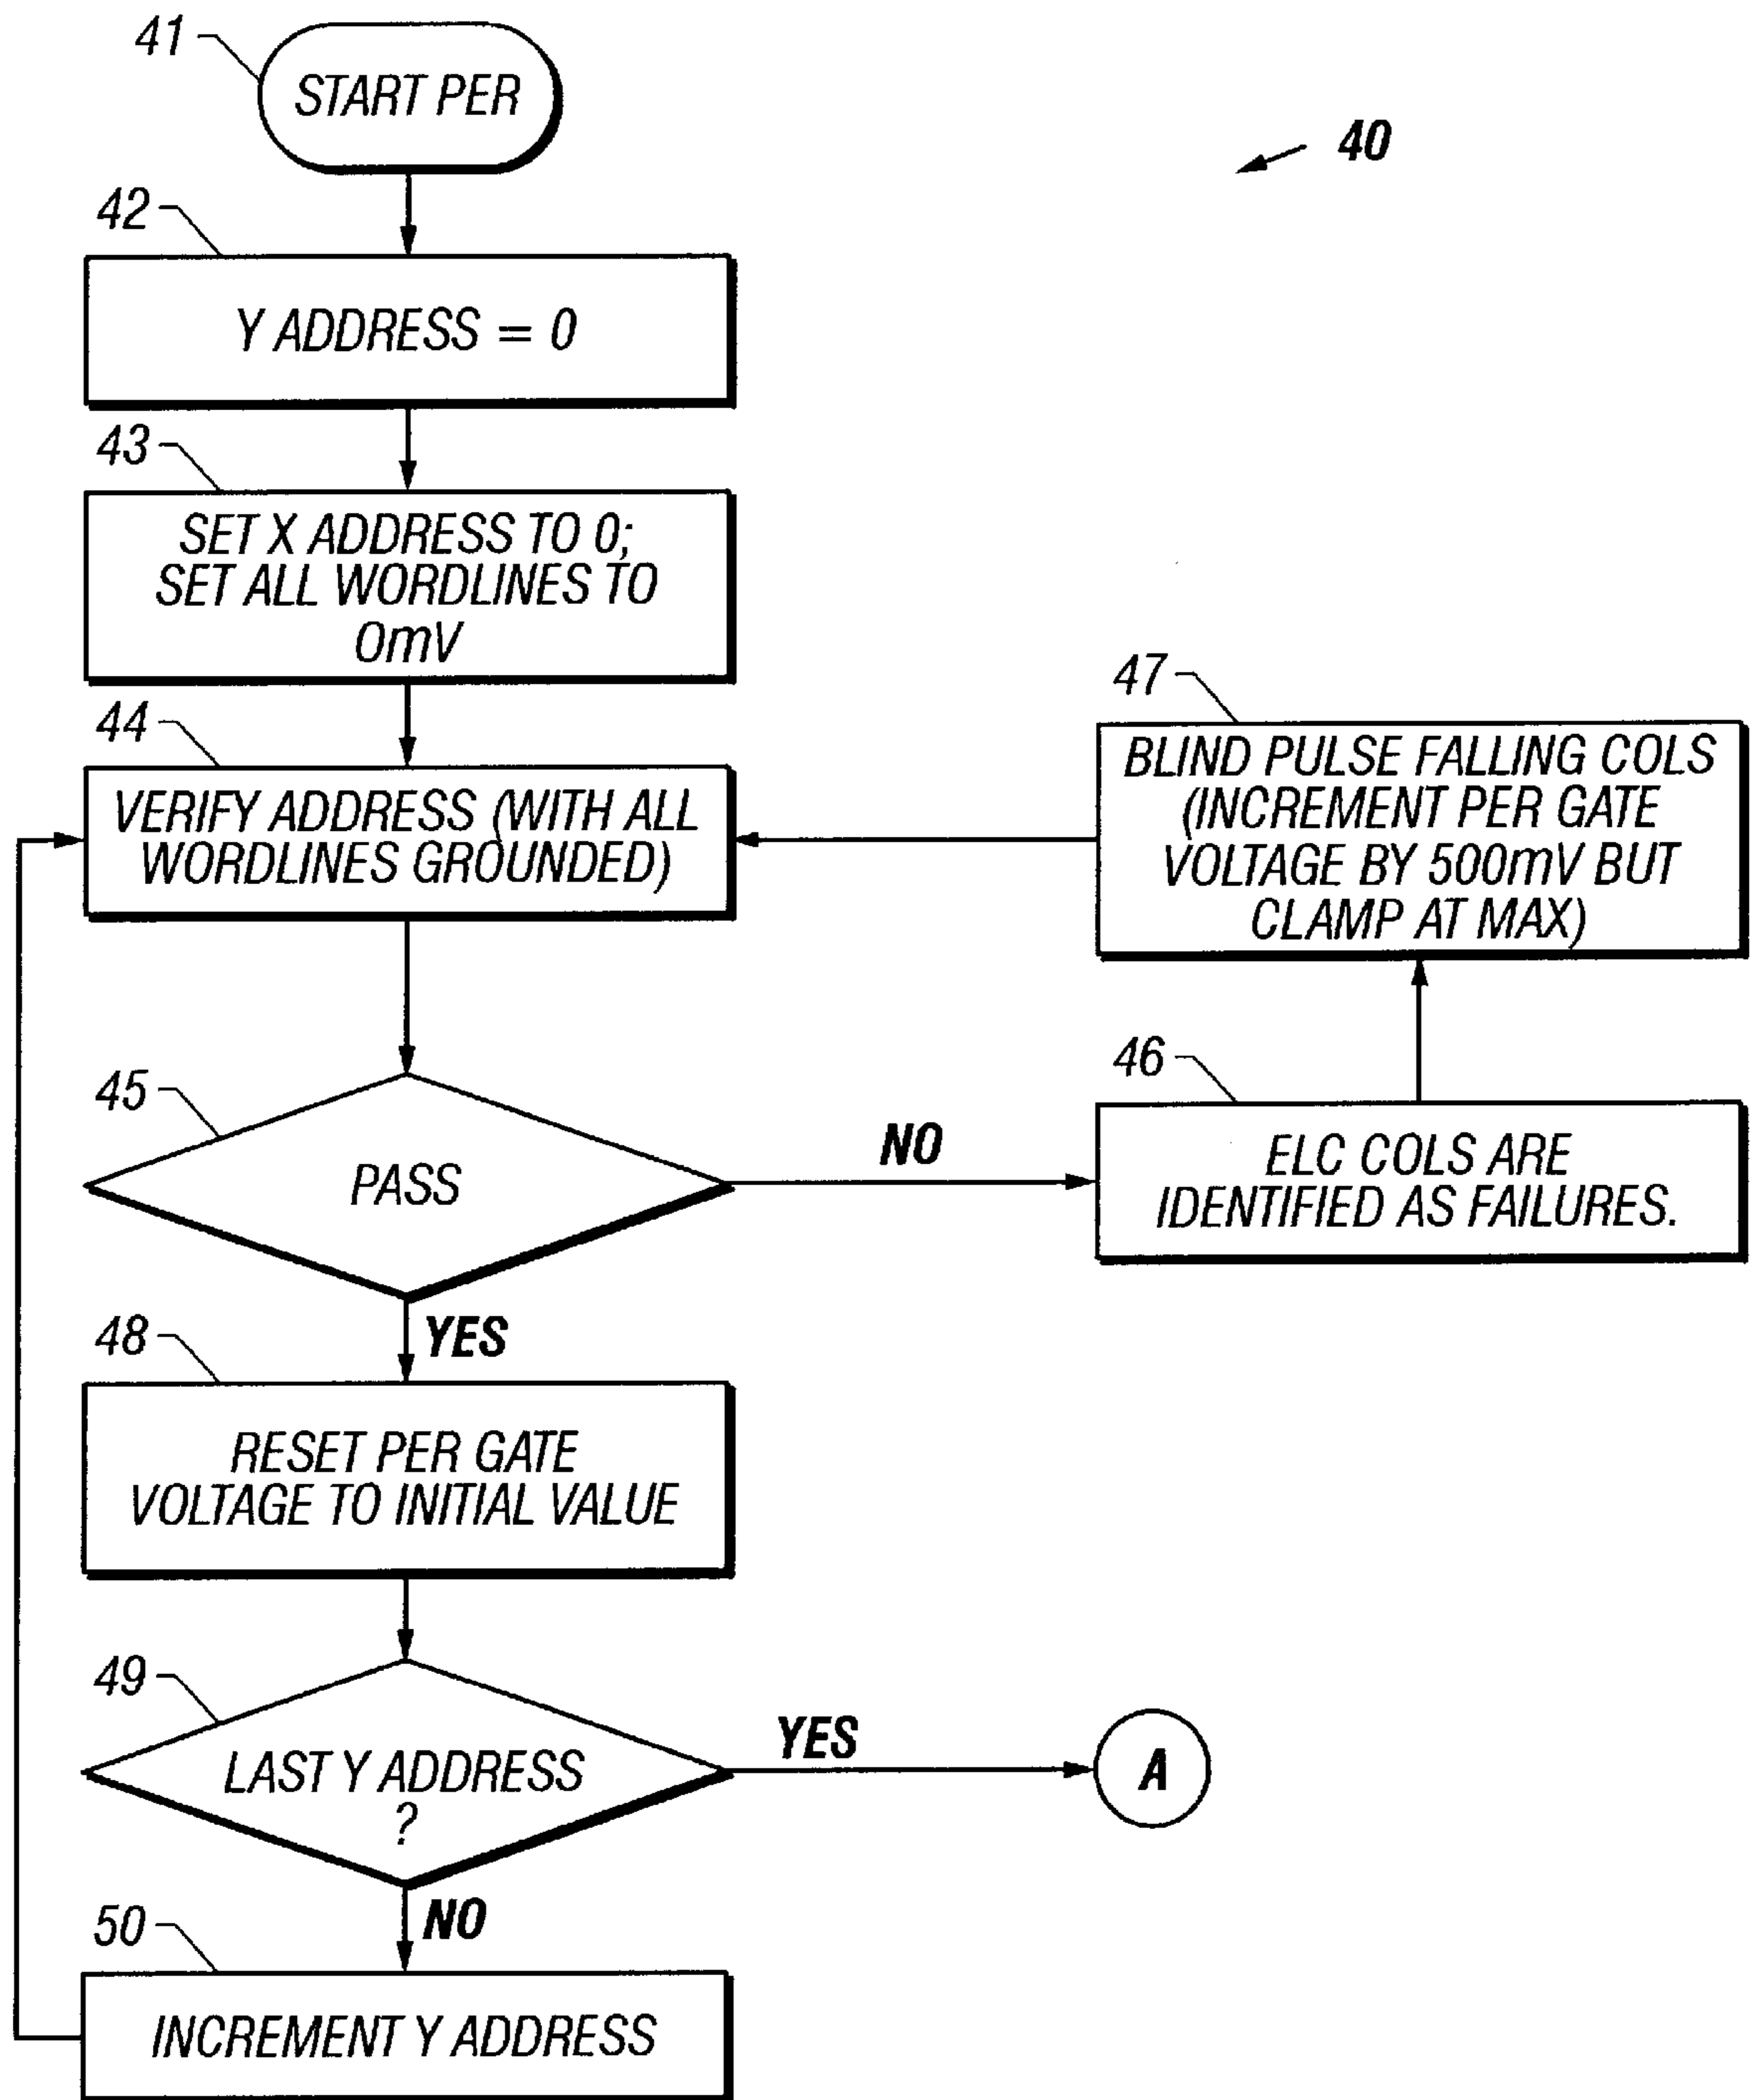 41
START PER
40
42
Y ADDRESS = 0
43
SET X ADDRESS TO 0;
SET ALL WORDLINES TO
0mV
44
VERIFY ADDRESS (WITH ALL
WORDLINES GROUNDED)
47
BLIND PULSE FALLING COLS
(INCREMENT PER GATE
VOLTAGE BY 500mV BUT
CLAMP AT MAX)
45
PASS
NO
46
ELC COLS ARE
IDENTIFIED AS FAILURES.
YES
48
RESET PER GATE
VOLTAGE TO INITIAL VALUE
49
LAST Y ADDRESS
?
YES
A
NO
50
INCREMENT Y ADDRESS